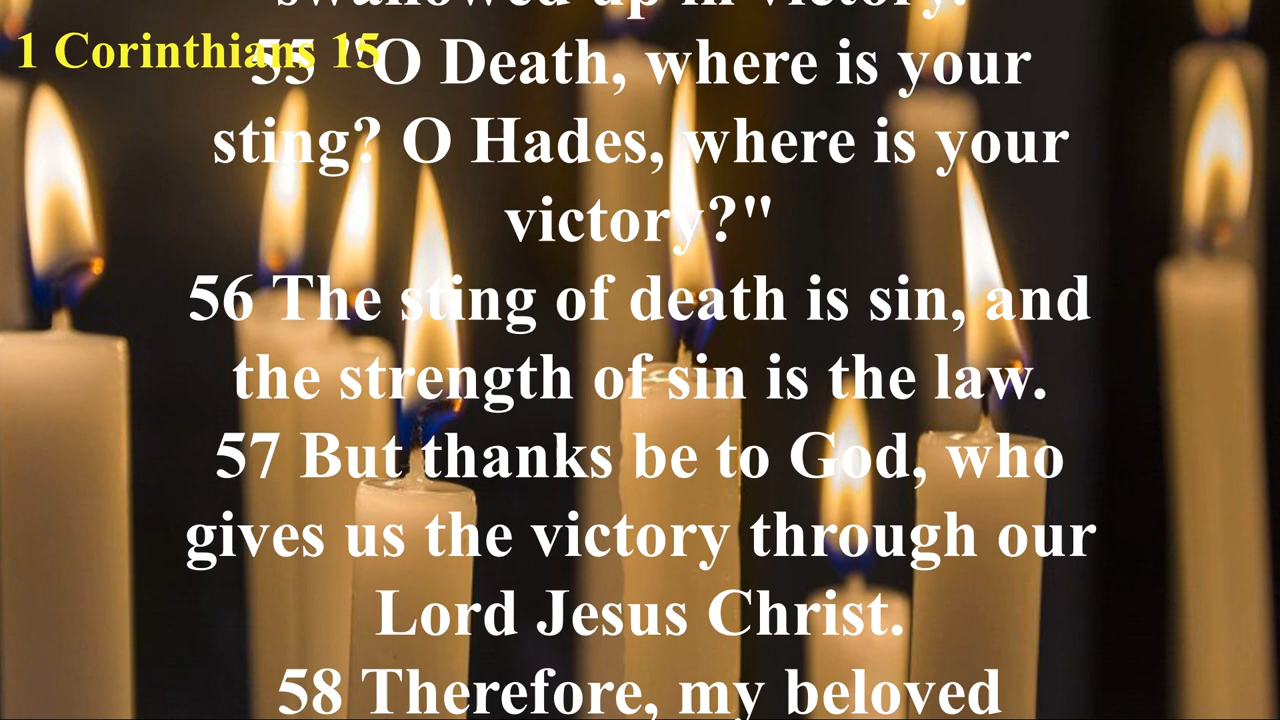 swallowed up in victory.
1 Corinthians 15
55 "O Death, where is your
sting? O Hades, where is your
victory?"
56 The sting of death is sin, and
the strength of sin is the law.
57 But thanks be to God, who
gives us the victory through our
Lord Jesus Christ.
58 Therefore, my beloved